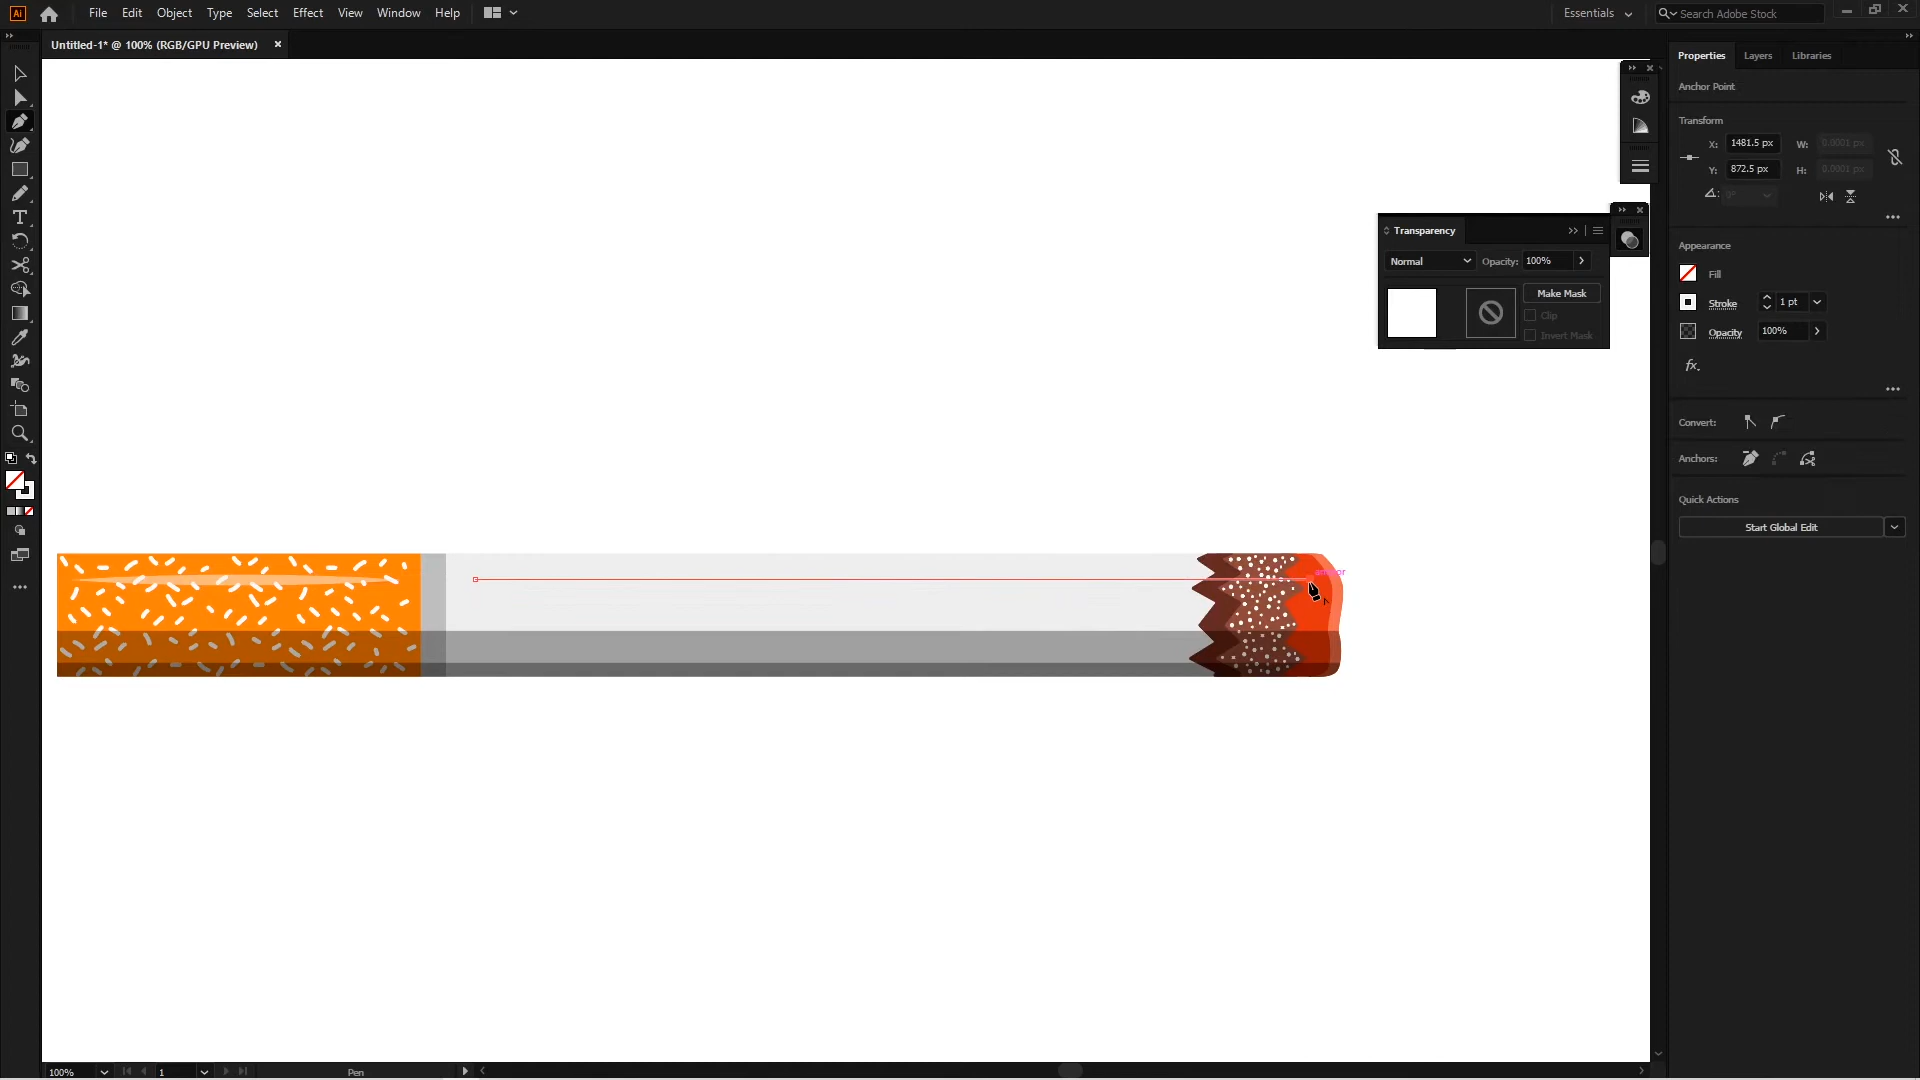 Ai File Edit Object Type Select Effect View Window Help Essentials Search Adobe Stock
Untitled-1* @ 100% (RGB/GPU Preview)
Properties Layers Libraries
Anchor Point
Transform
X: 1481.5 px W: 0.0001 px
Y: 872.5 px H: 0.0001 px
0°
Appearance
Fill
Stroke 1 pt
Opacity 100%
fx
Convert:
Anchors:
Quick Actions
Start Global Edit
Transparency
Normal Opacity: 100%
Make Mask
Clip
Invert Mask
anchor
100% 1 Pen